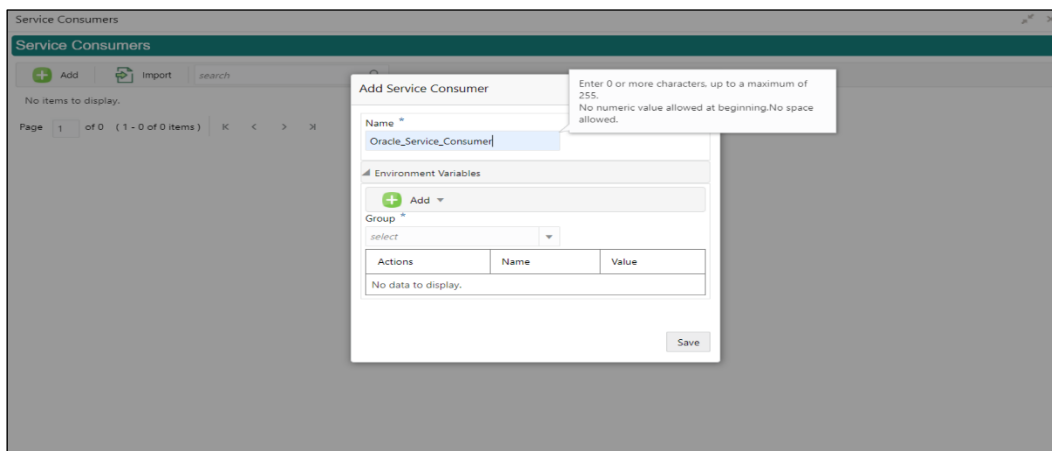 Service Consumers
Service Consumers
Add Import search
No items to display.
Page 1 of 0 (1 - 0 of 0 items)
Add Service Consumer
Enter 0 or more characters, up to a maximum of
255.
No numeric value allowed at beginning.No space
allowed.
Name *
Oracle_Service_Consumer
Environment Variables
Add
Group *
select
Actions Name Value
No data to display.
Save